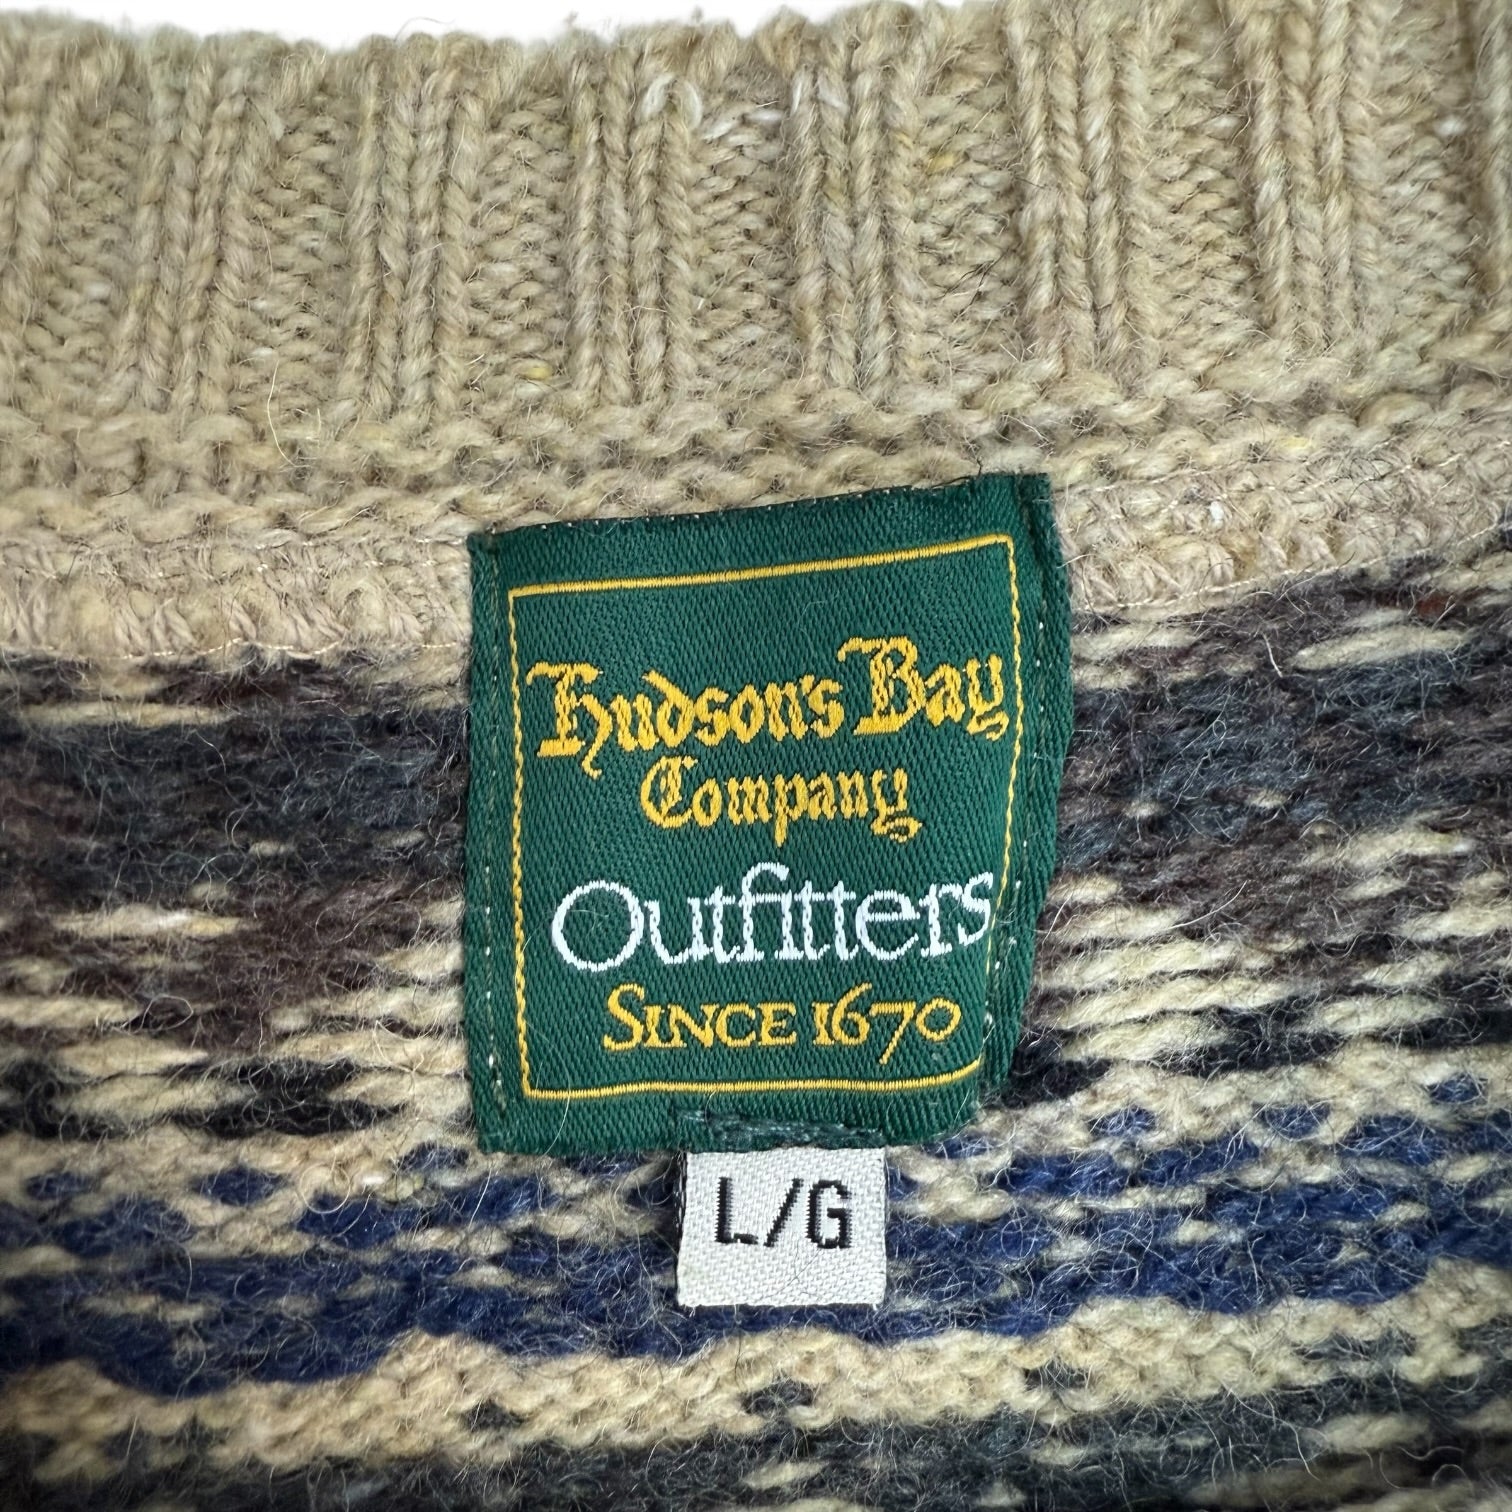 Hudson's Bay
Company
Outfitters
SINCE 1670
L/G